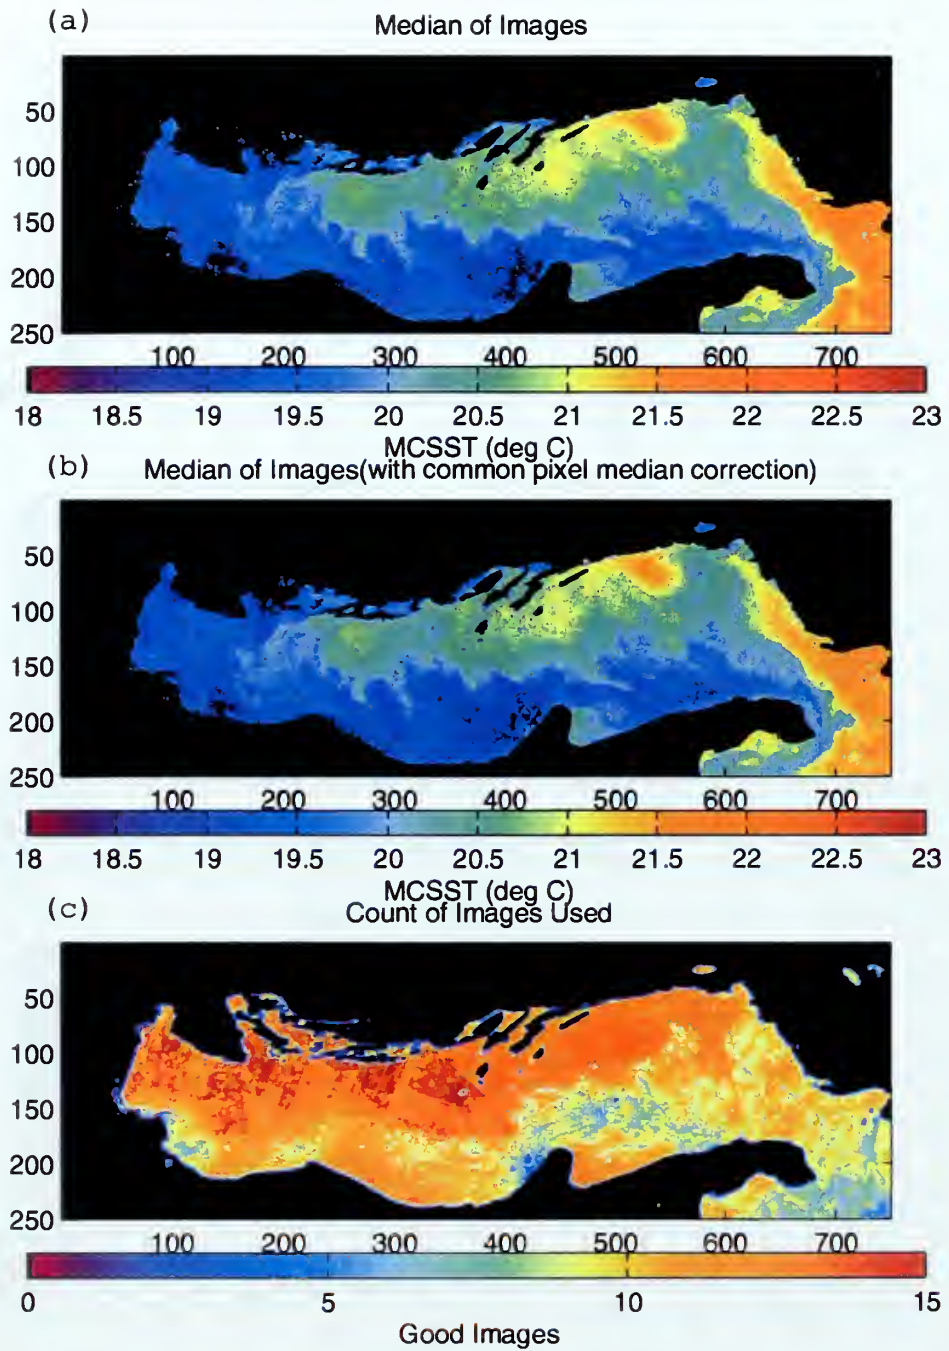 (a)
Median of Images
50
100
150
200
250
100 200 300 400 500 600 700
18 18.5 19 19.5 20 20.5 21 21.5 22 22.5 23
MCSST (deg C)
(b)
Median of Images(with common pixel median correction)
50
100
150
200
250
100 200 300 400 500 600 700
18 18.5 19 19.5 20 20.5 21 21.5 22 22.5 23
MCSST (deg C)
(c)
Count of Images Used
50
100
150
200
250
100 200 300 400 500 600 700
0 5 10 15
Good Images